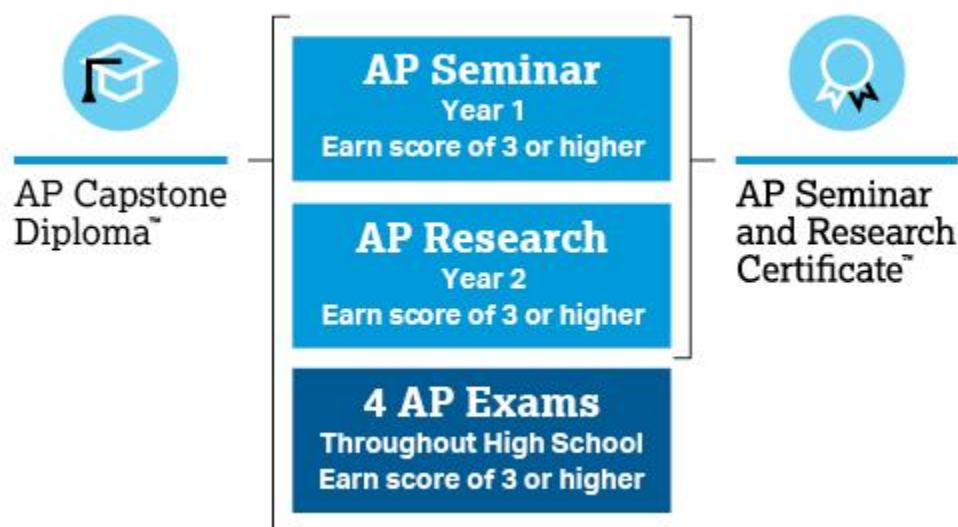 AP Capstone
Diploma™
AP Seminar
Year 1
Earn score of 3 or higher
AP Research
Year 2
Earn score of 3 or higher
4 AP Exams
Throughout High School
Earn score of 3 or higher
AP Seminar
and Research
Certificate™